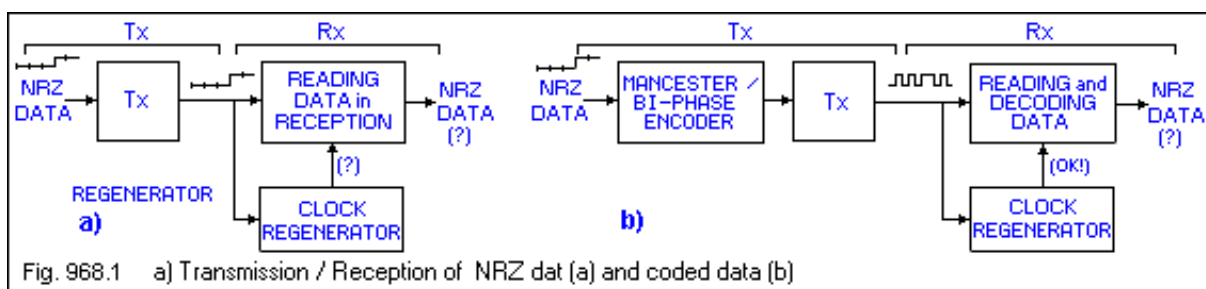 Tx
Rx
NRZ
DATA
Tx
READING
DATA in
RECEPTION
NRZ
DATA
(?)
(?)
REGENERATOR
a)
CLOCK
REGENERATOR
Tx
Rx
NRZ
DATA
MANCESTER /
BI-PHASE
ENCODER
Tx
READING and
DECODING
DATA
NRZ
DATA
(?)
(OK!)
b)
CLOCK
REGENERATOR
Fig. 968.1 a) Transmission / Reception of NRZ dat (a) and coded data (b)